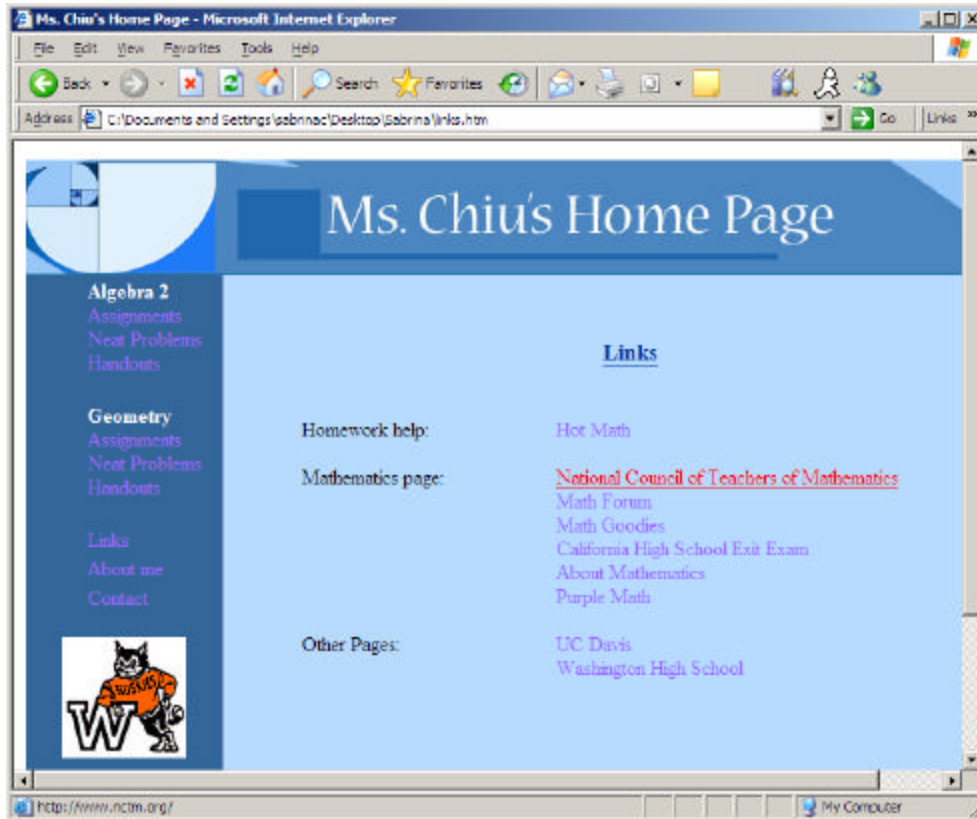 Ms. Chiu's Home Page - Microsoft Internet Explorer
File Edit View Favorites Tools Help
Back Search Favorites
Address C:\Documents and Settings\sabrinac\Desktop\Sabrina\links.htm Go Links »
Ms. Chiu's Home Page
Algebra 2
Assignments
Neat Problems
Handouts
Geometry
Assignments
Neat Problems
Handouts
Links
About me
Contact
HUSKIES
W
Links
Homework help: Hot Math
Mathematics page: National Council of Teachers of Mathematics
Math Forum
Math Goodies
California High School Exit Exam
About Mathematics
Purple Math
Other Pages: UC Davis
Washington High School
http://www.nctm.org/ My Computer